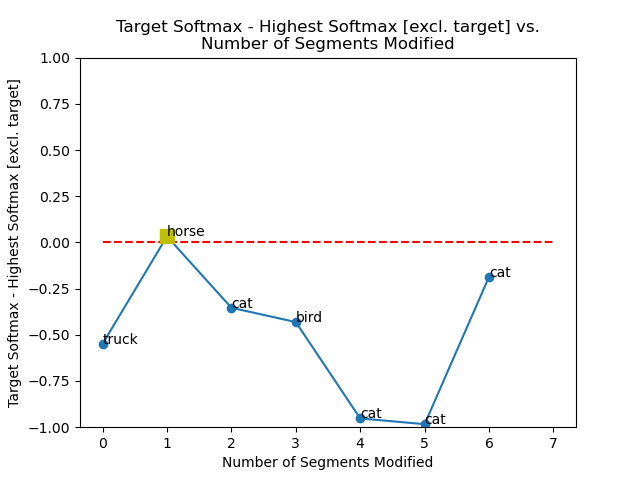 Target Softmax - Highest Softmax [excl. target] vs.
Number of Segments Modified
Target Softmax - Highest Softmax [excl. target]
1.00
0.75
0.50
0.25
0.00
−0.25
−0.50
−0.75
−1.00
truck
horse
cat
bird
cat
cat
cat
0 1 2 3 4 5 6 7
Number of Segments Modified